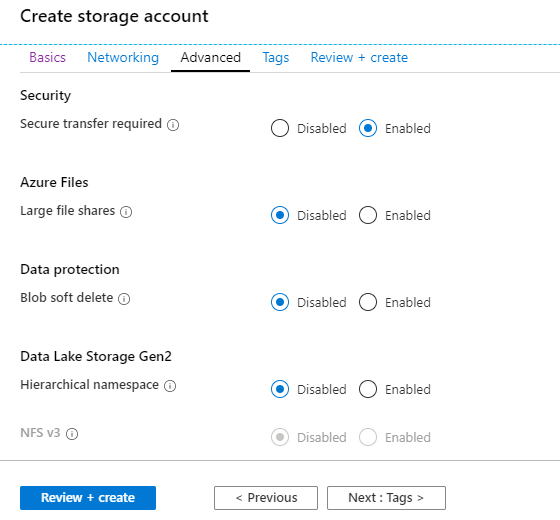 Create storage account
Basics Networking Advanced Tags Review + create
Security
Secure transfer required Disabled Enabled
Azure Files
Large file shares Disabled Enabled
Data protection
Blob soft delete Disabled Enabled
Data Lake Storage Gen2
Hierarchical namespace Disabled Enabled
NFS v3 Disabled Enabled
Review + create < Previous Next : Tags >